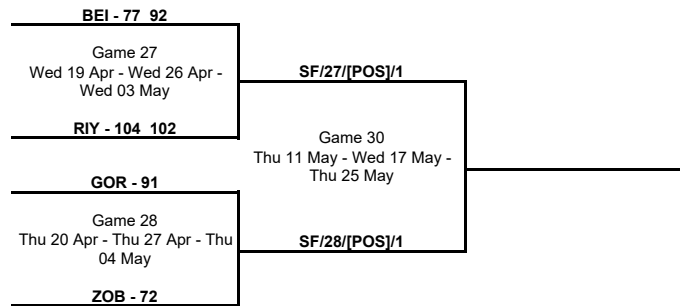 BEI - 77 92
Game 27
Wed 19 Apr - Wed 26 Apr -
Wed 03 May
RIY - 104 102
SF/27/[POS]/1
Game 30
Thu 11 May - Wed 17 May -
Thu 25 May
GOR - 91
Game 28
Thu 20 Apr - Thu 27 Apr - Thu
04 May
ZOB - 72
SF/28/[POS]/1